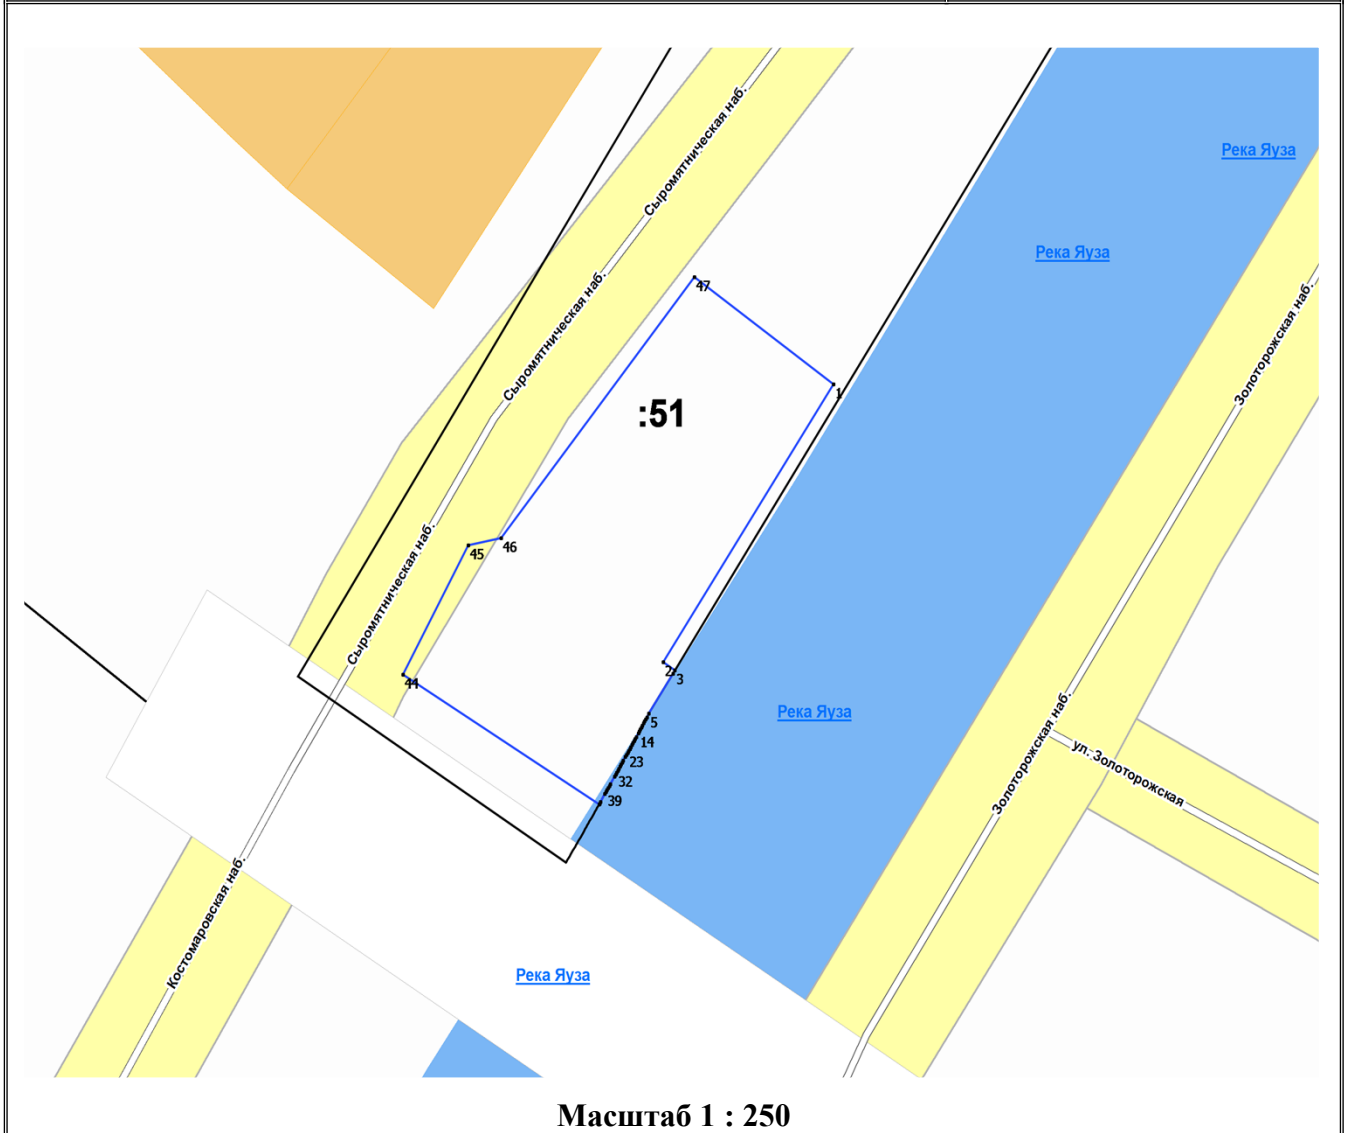 Сыромятническая наб.
Река Яуза
Сыромятническая наб.
Река Яуза
Золоторожская наб.
47
1
:51
Сыромятническая наб.
45
46
44
2
3
5
14
23
32
39
Река Яуза
Золоторожская наб.
ул. Золоторожская
Костомаровская наб.
Река Яуза
Масштаб 1 : 250